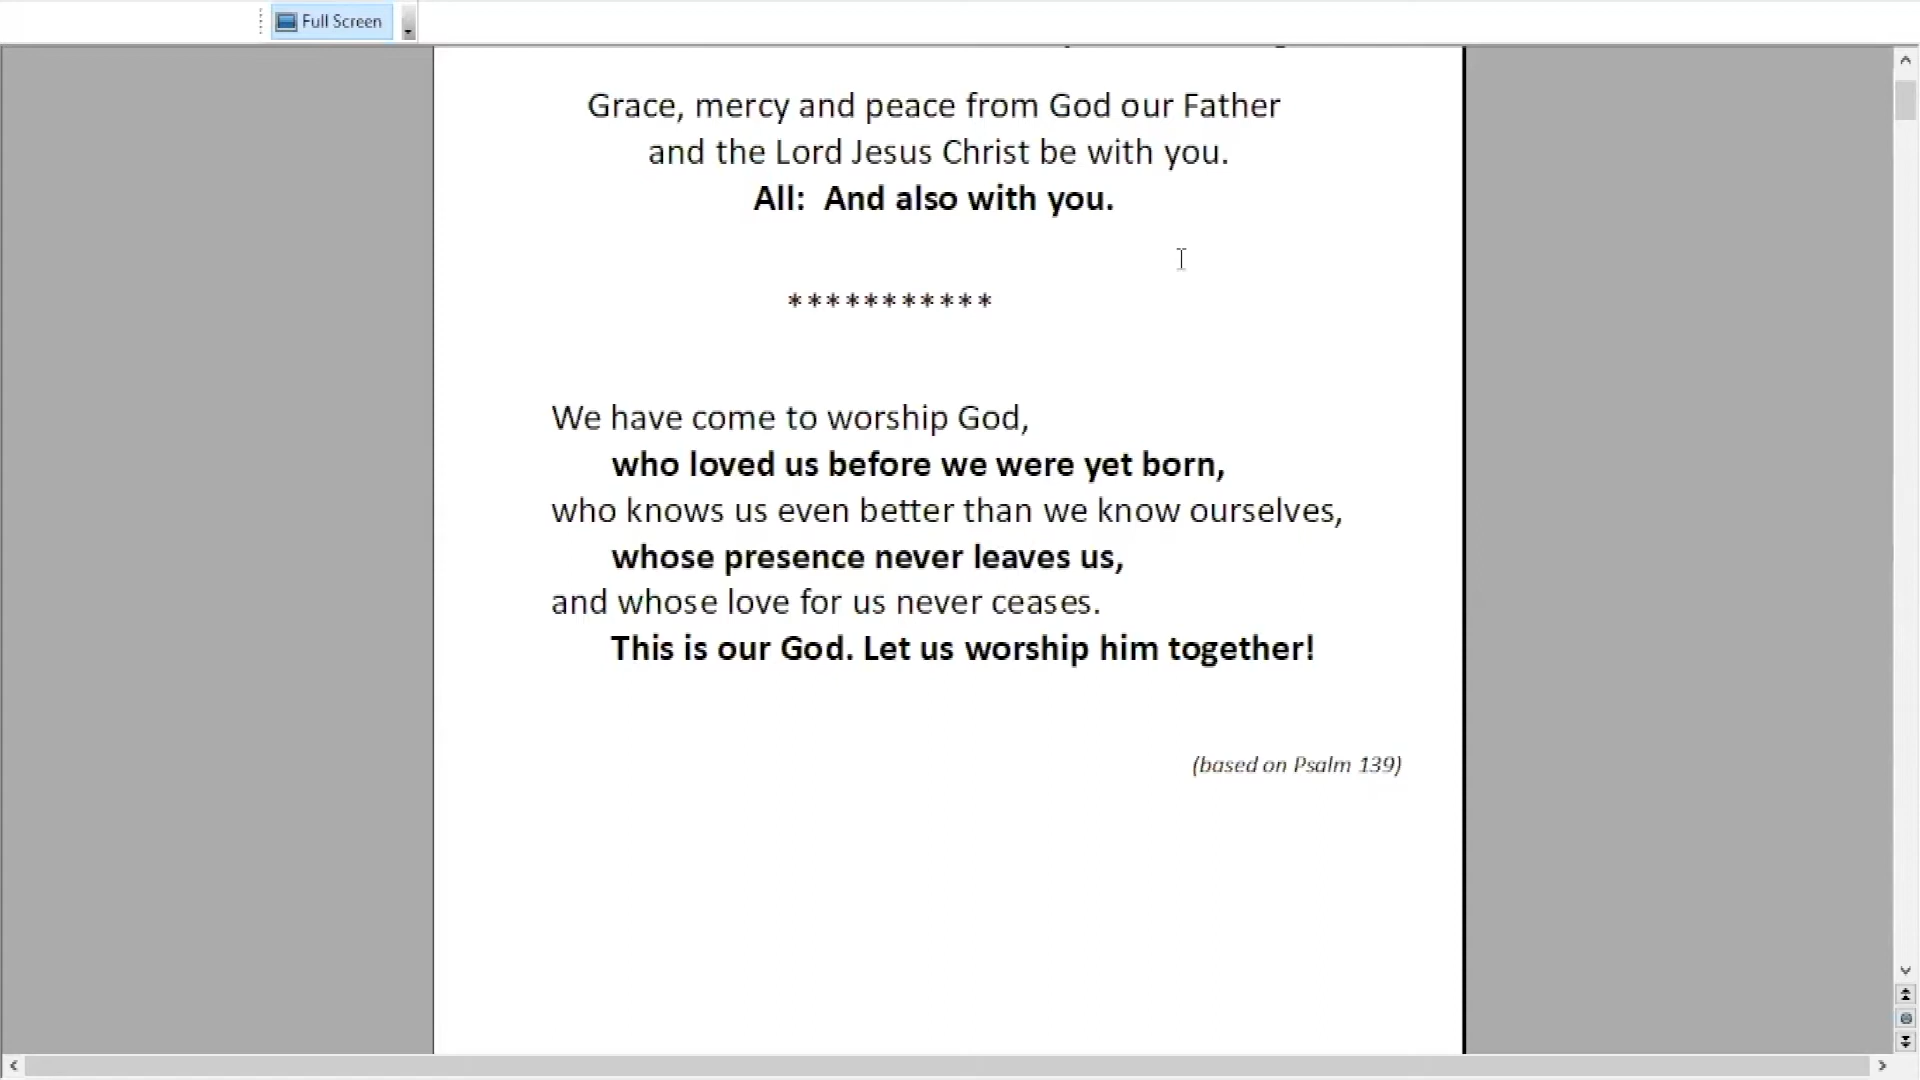 Full Screen
Grace, mercy and peace from God our Father
and the Lord Jesus Christ be with you.
All:  And also with you.
***********
We have come to worship God,
who loved us before we were yet born,
who knows us even better than we know ourselves,
whose presence never leaves us,
and whose love for us never ceases.
This is our God. Let us worship him together!
(based on Psalm 139)